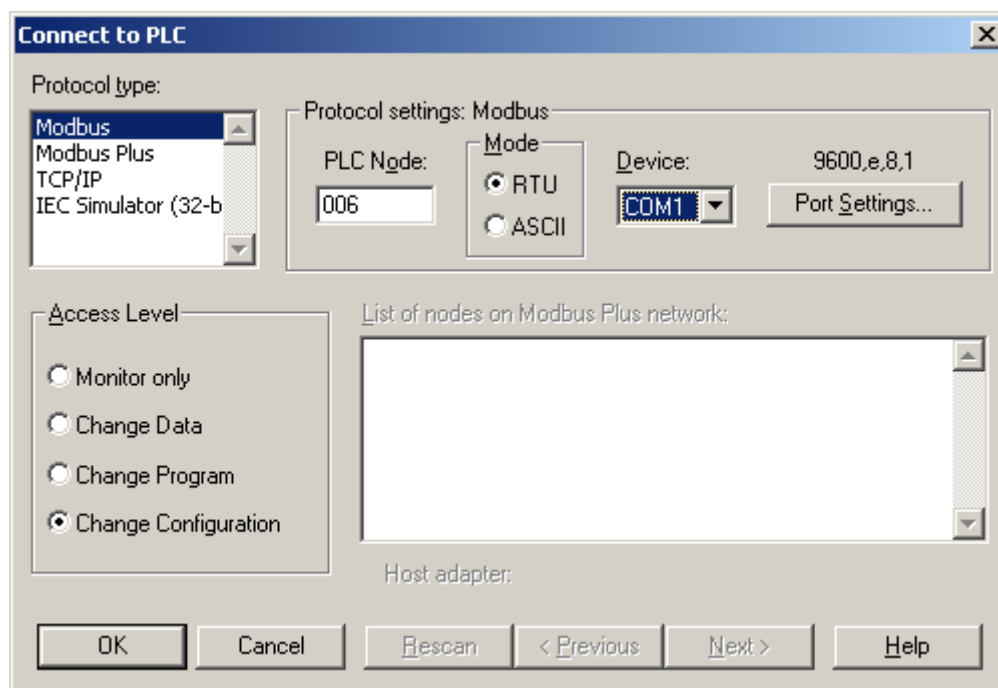 Connect to PLC
Protocol type:
Modbus
Modbus Plus
TCP/IP
IEC Simulator (32-b
Protocol settings: Modbus
PLC Node:
006
Mode
RTU
ASCII
Device:
COM1
9600,e,8,1
Port Settings...
Access Level
Monitor only
Change Data
Change Program
Change Configuration
List of nodes on Modbus Plus network:
Host adapter:
OK
Cancel
Rescan
< Previous
Next >
Help